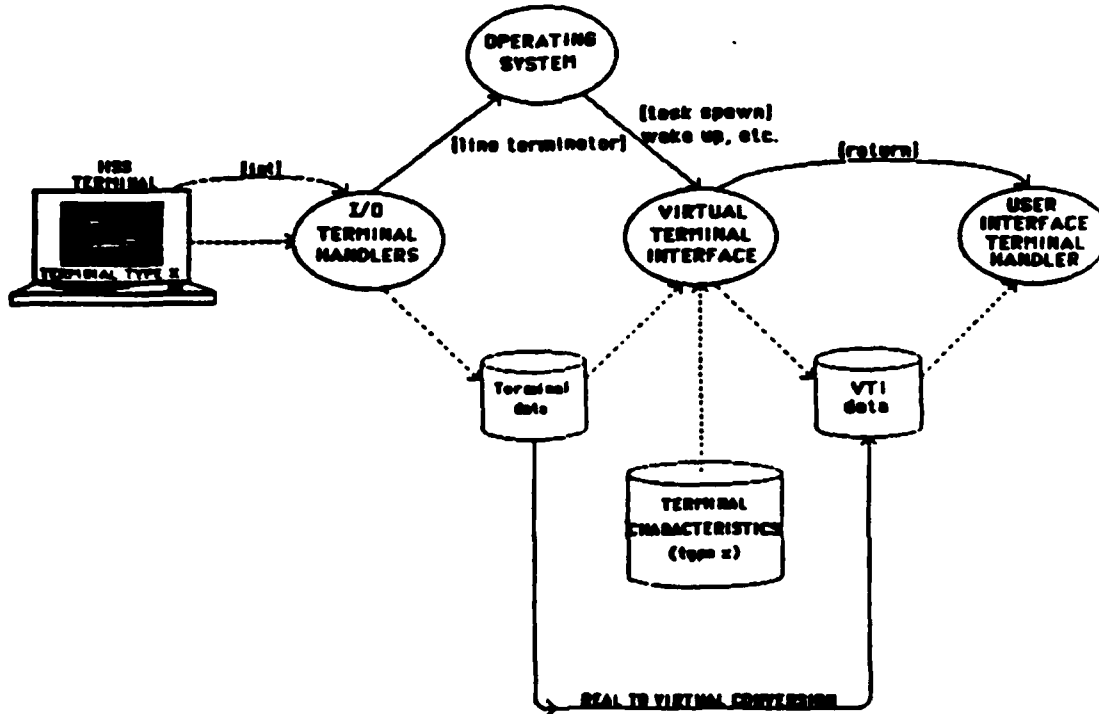 OPERATING
SYSTEM
[task spawn]
wake up, etc.
[line terminator]
[return]
[int]
TERMINAL
TERMINAL TYPE X
I/O
TERMINAL
HANDLERS
VIRTUAL
TERMINAL
INTERFACE
USER
INTERFACE
TERMINAL
HANDLER
Terminal
data
VTI
data
TERMINAL
CHARACTERISTICS
(type x)
REAL TO VIRTUAL CONVERSION